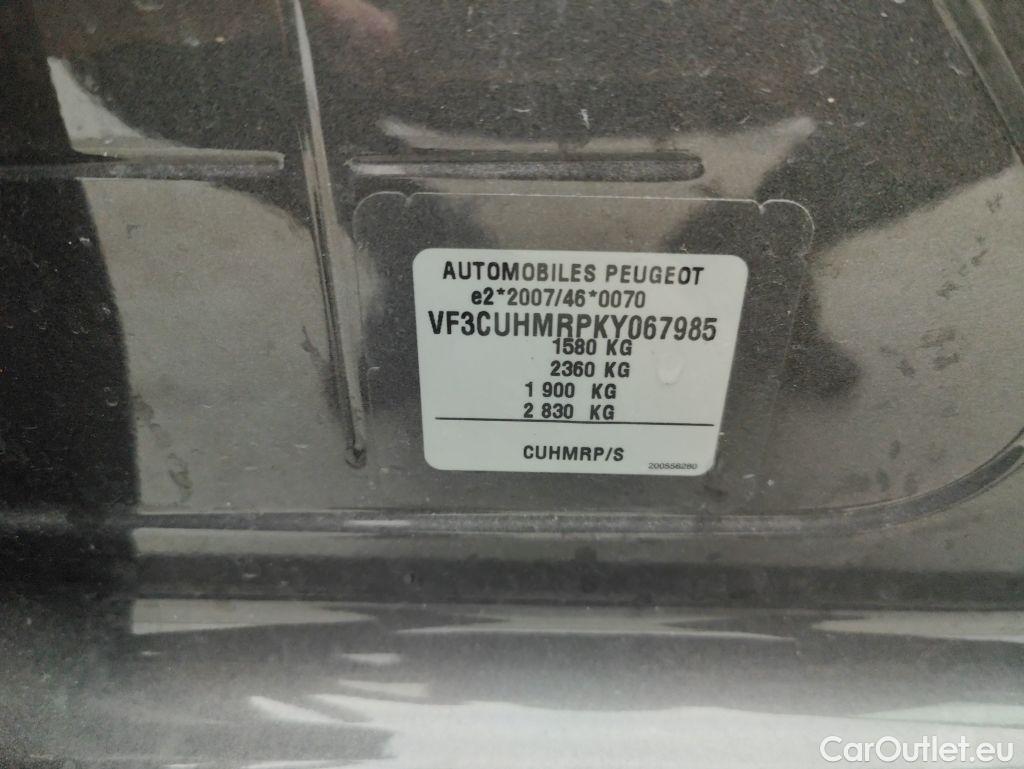 AUTOMOBILES PEUGEOT
e2*2007/46*0070
VF3CUHMRPKY067985
1580 KG
2360 KG
1 900 KG
2 830 KG
CUHMRP/S
200556280
CarOutlet.eu